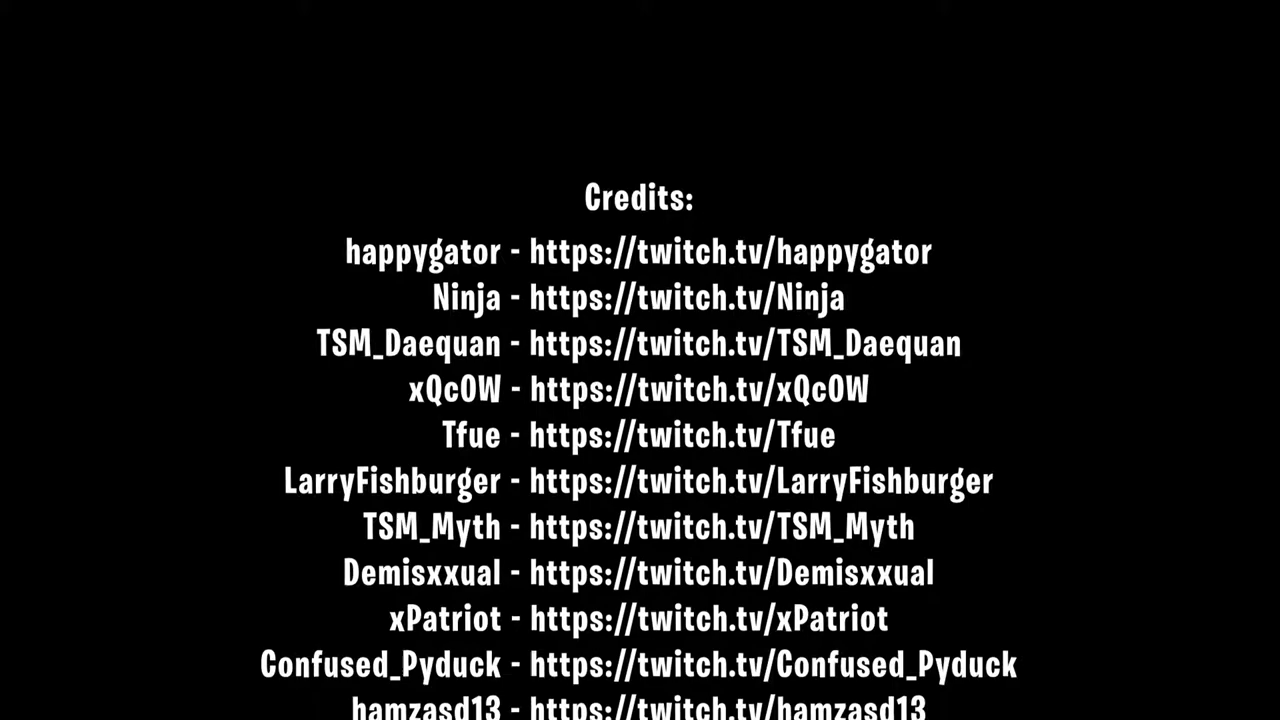 Credits:
happygator - https://twitch.tv/happygator
Ninja - https://twitch.tv/Ninja
TSM_Daequan - https://twitch.tv/TSM_Daequan
xQcOW - https://twitch.tv/xQcOW
Tfue - https://twitch.tv/Tfue
LarryFishburger - https://twitch.tv/LarryFishburger
TSM_Myth - https://twitch.tv/TSM_Myth
Demisxxual - https://twitch.tv/Demisxxual
xPatriot - https://twitch.tv/xPatriot
Confused_Pyduck - https://twitch.tv/Confused_Pyduck
hamzasd13 - https://twitch.tv/hamzasd13